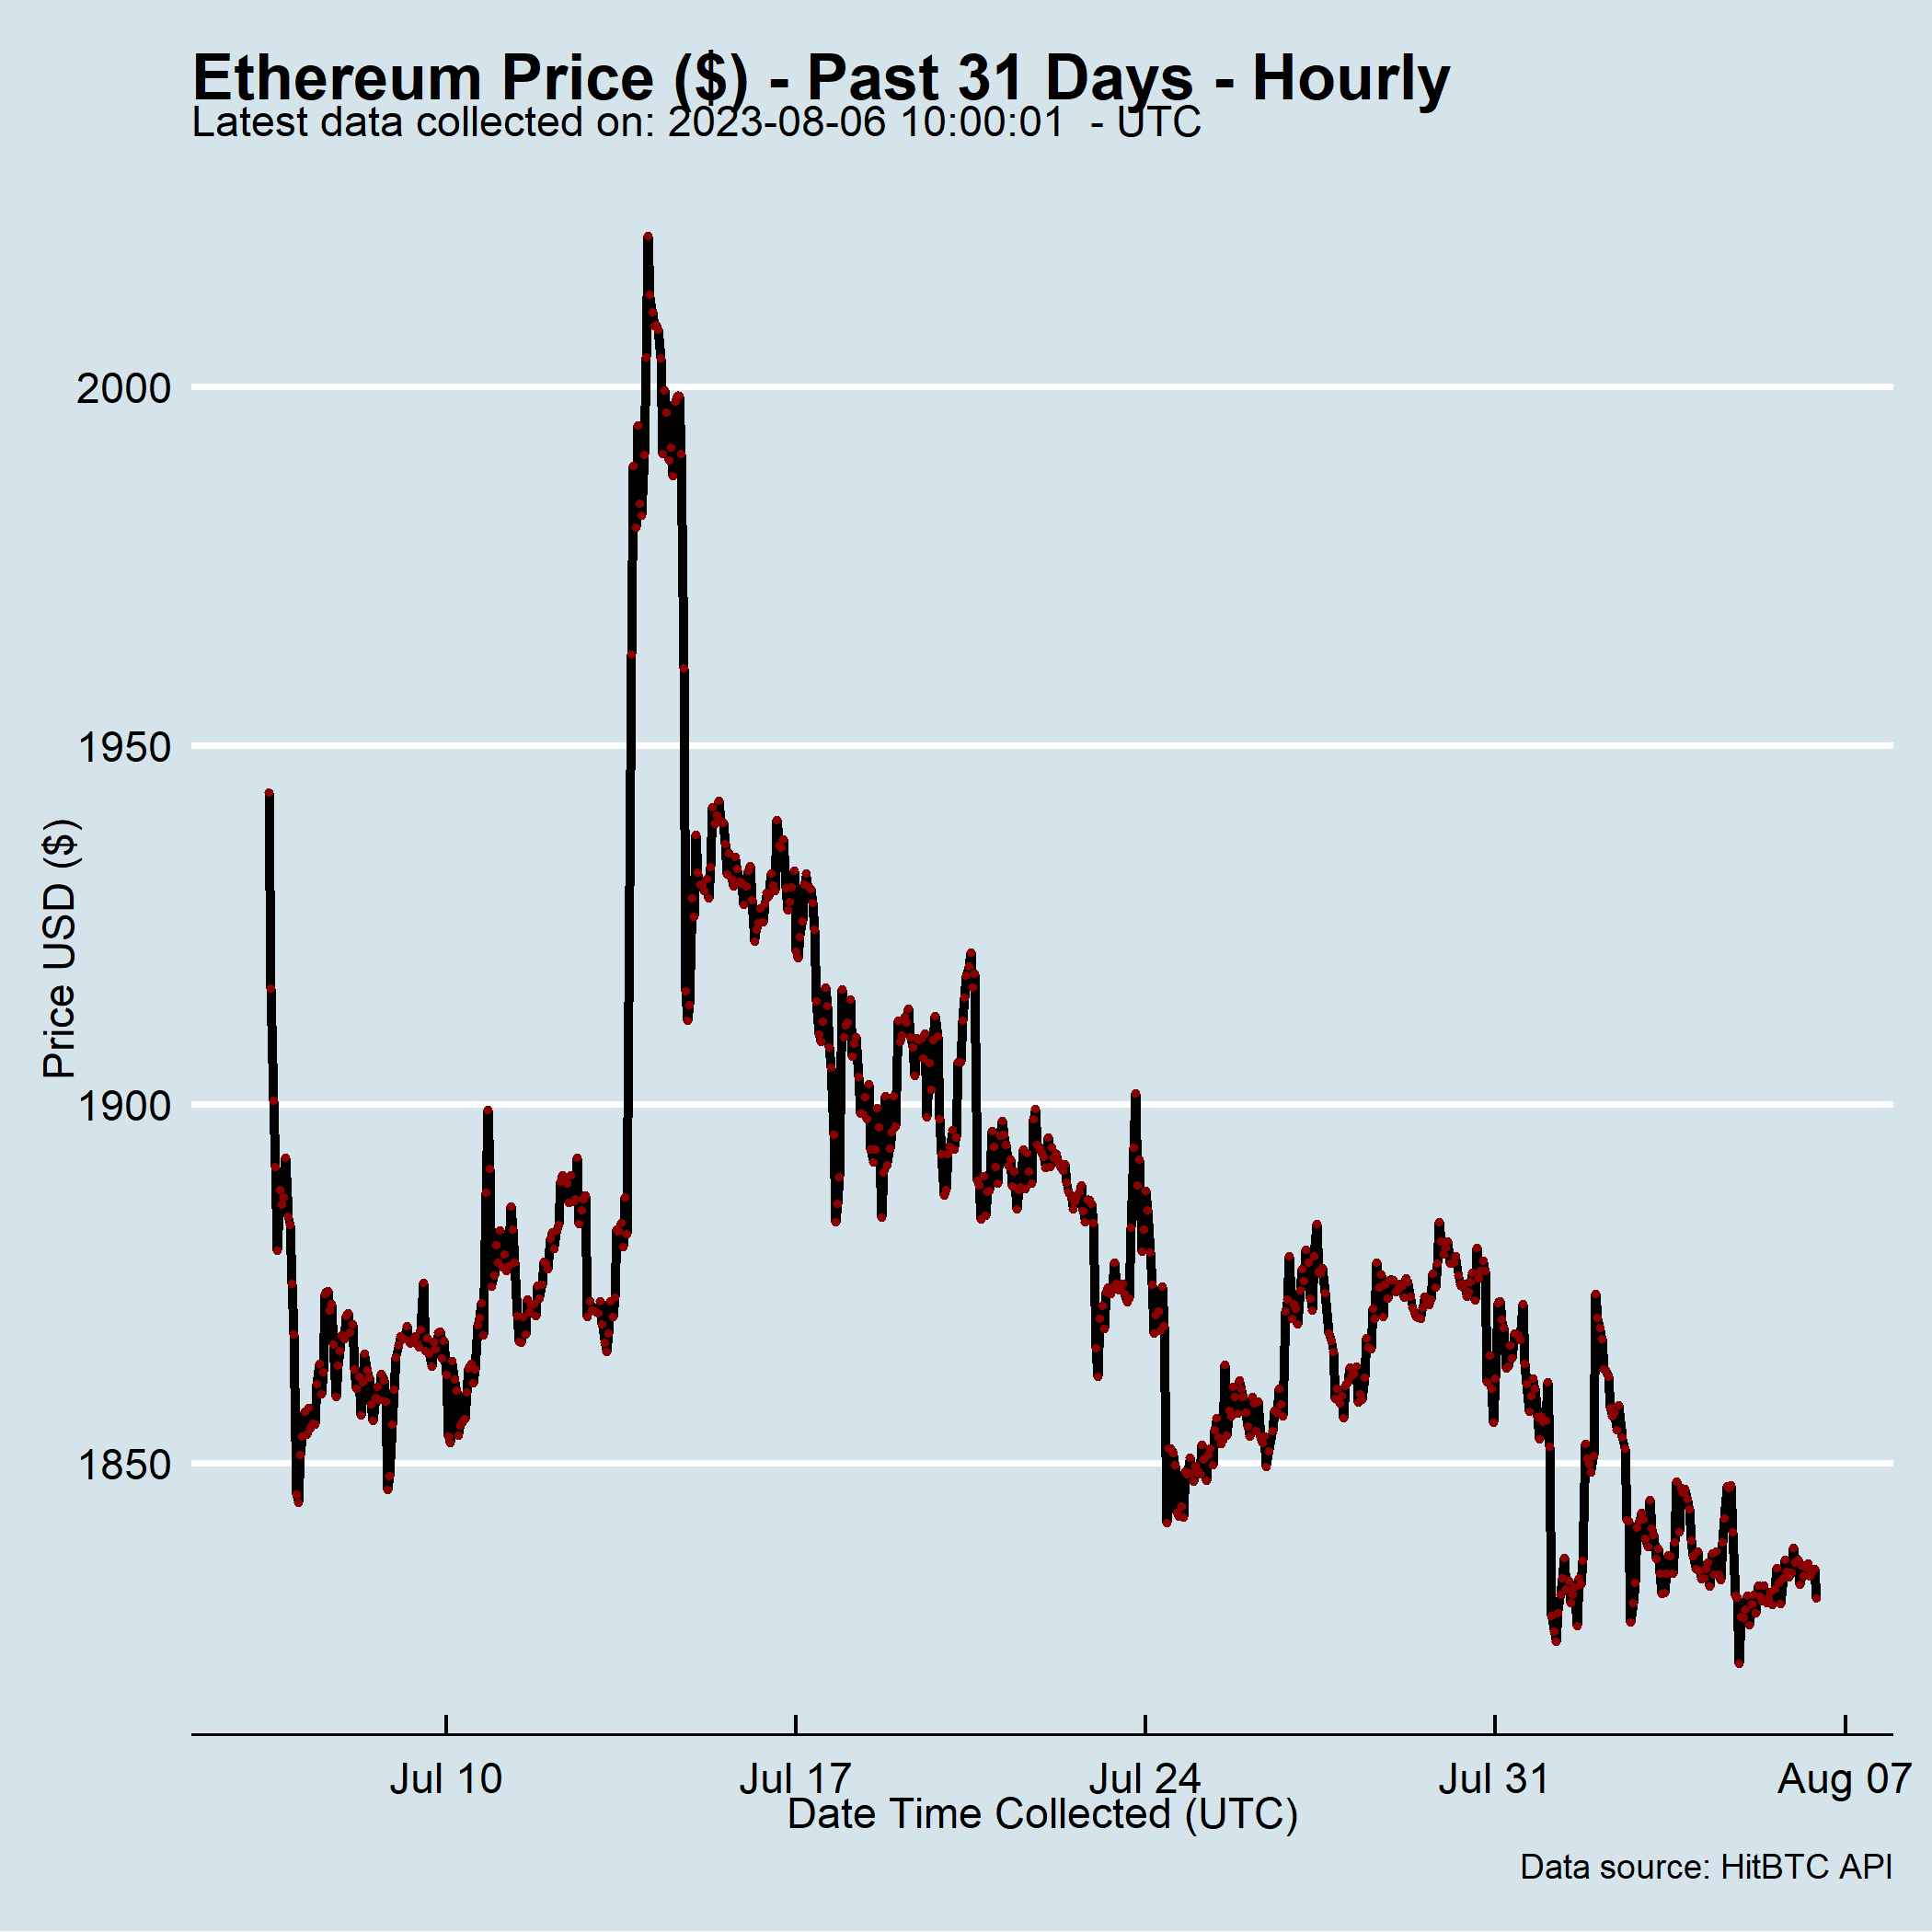 Ethereum Price ($) - Past 31 Days - Hourly
Latest data collected on: 2023-08-06 10:00:01  - UTC
2000
1950
1900
1850
Price USD ($)
Jul 10 Jul 17 Jul 24 Jul 31 Aug 07
Date Time Collected (UTC)
Data source: HitBTC API